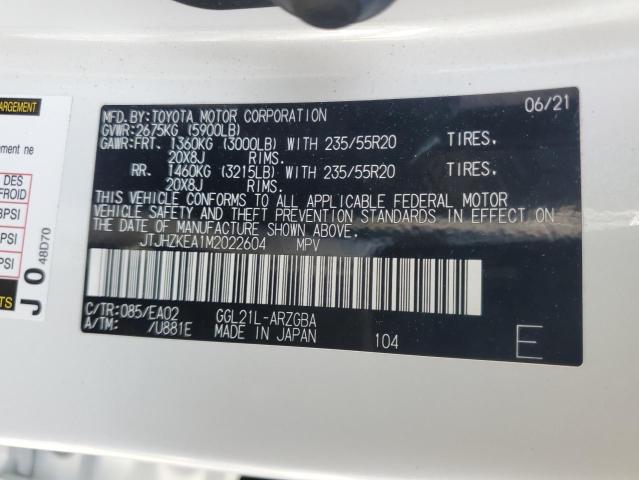 MFD.BY:TOYOTA MOTOR CORPORATION 06/21
GVWR:2675KG (5900LB)
GAWR:FRT. 1360KG (3000LB) WITH 235/55R20 TIRES.
20X8J RIMS.
RR. 1460KG (3215LB) WITH 235/55R20 TIRES.
20X8J RIMS.
THIS VEHICLE CONFORMS TO ALL APPLICABLE FEDERAL MOTOR
VEHICLE SAFETY AND THEFT PREVENTION STANDARDS IN EFFECT ON
THE DATE OF MANUFACTURE SHOWN ABOVE.
JTJHZKEA1M2022604 MPV
C/TR:085/EA02 GGL21L-ARZGBA
A/TM: /U881E MADE IN JAPAN 104
E
ARGEMENT
ement ne
DES
FROID
PSI
PSI
TS
J O 48D70